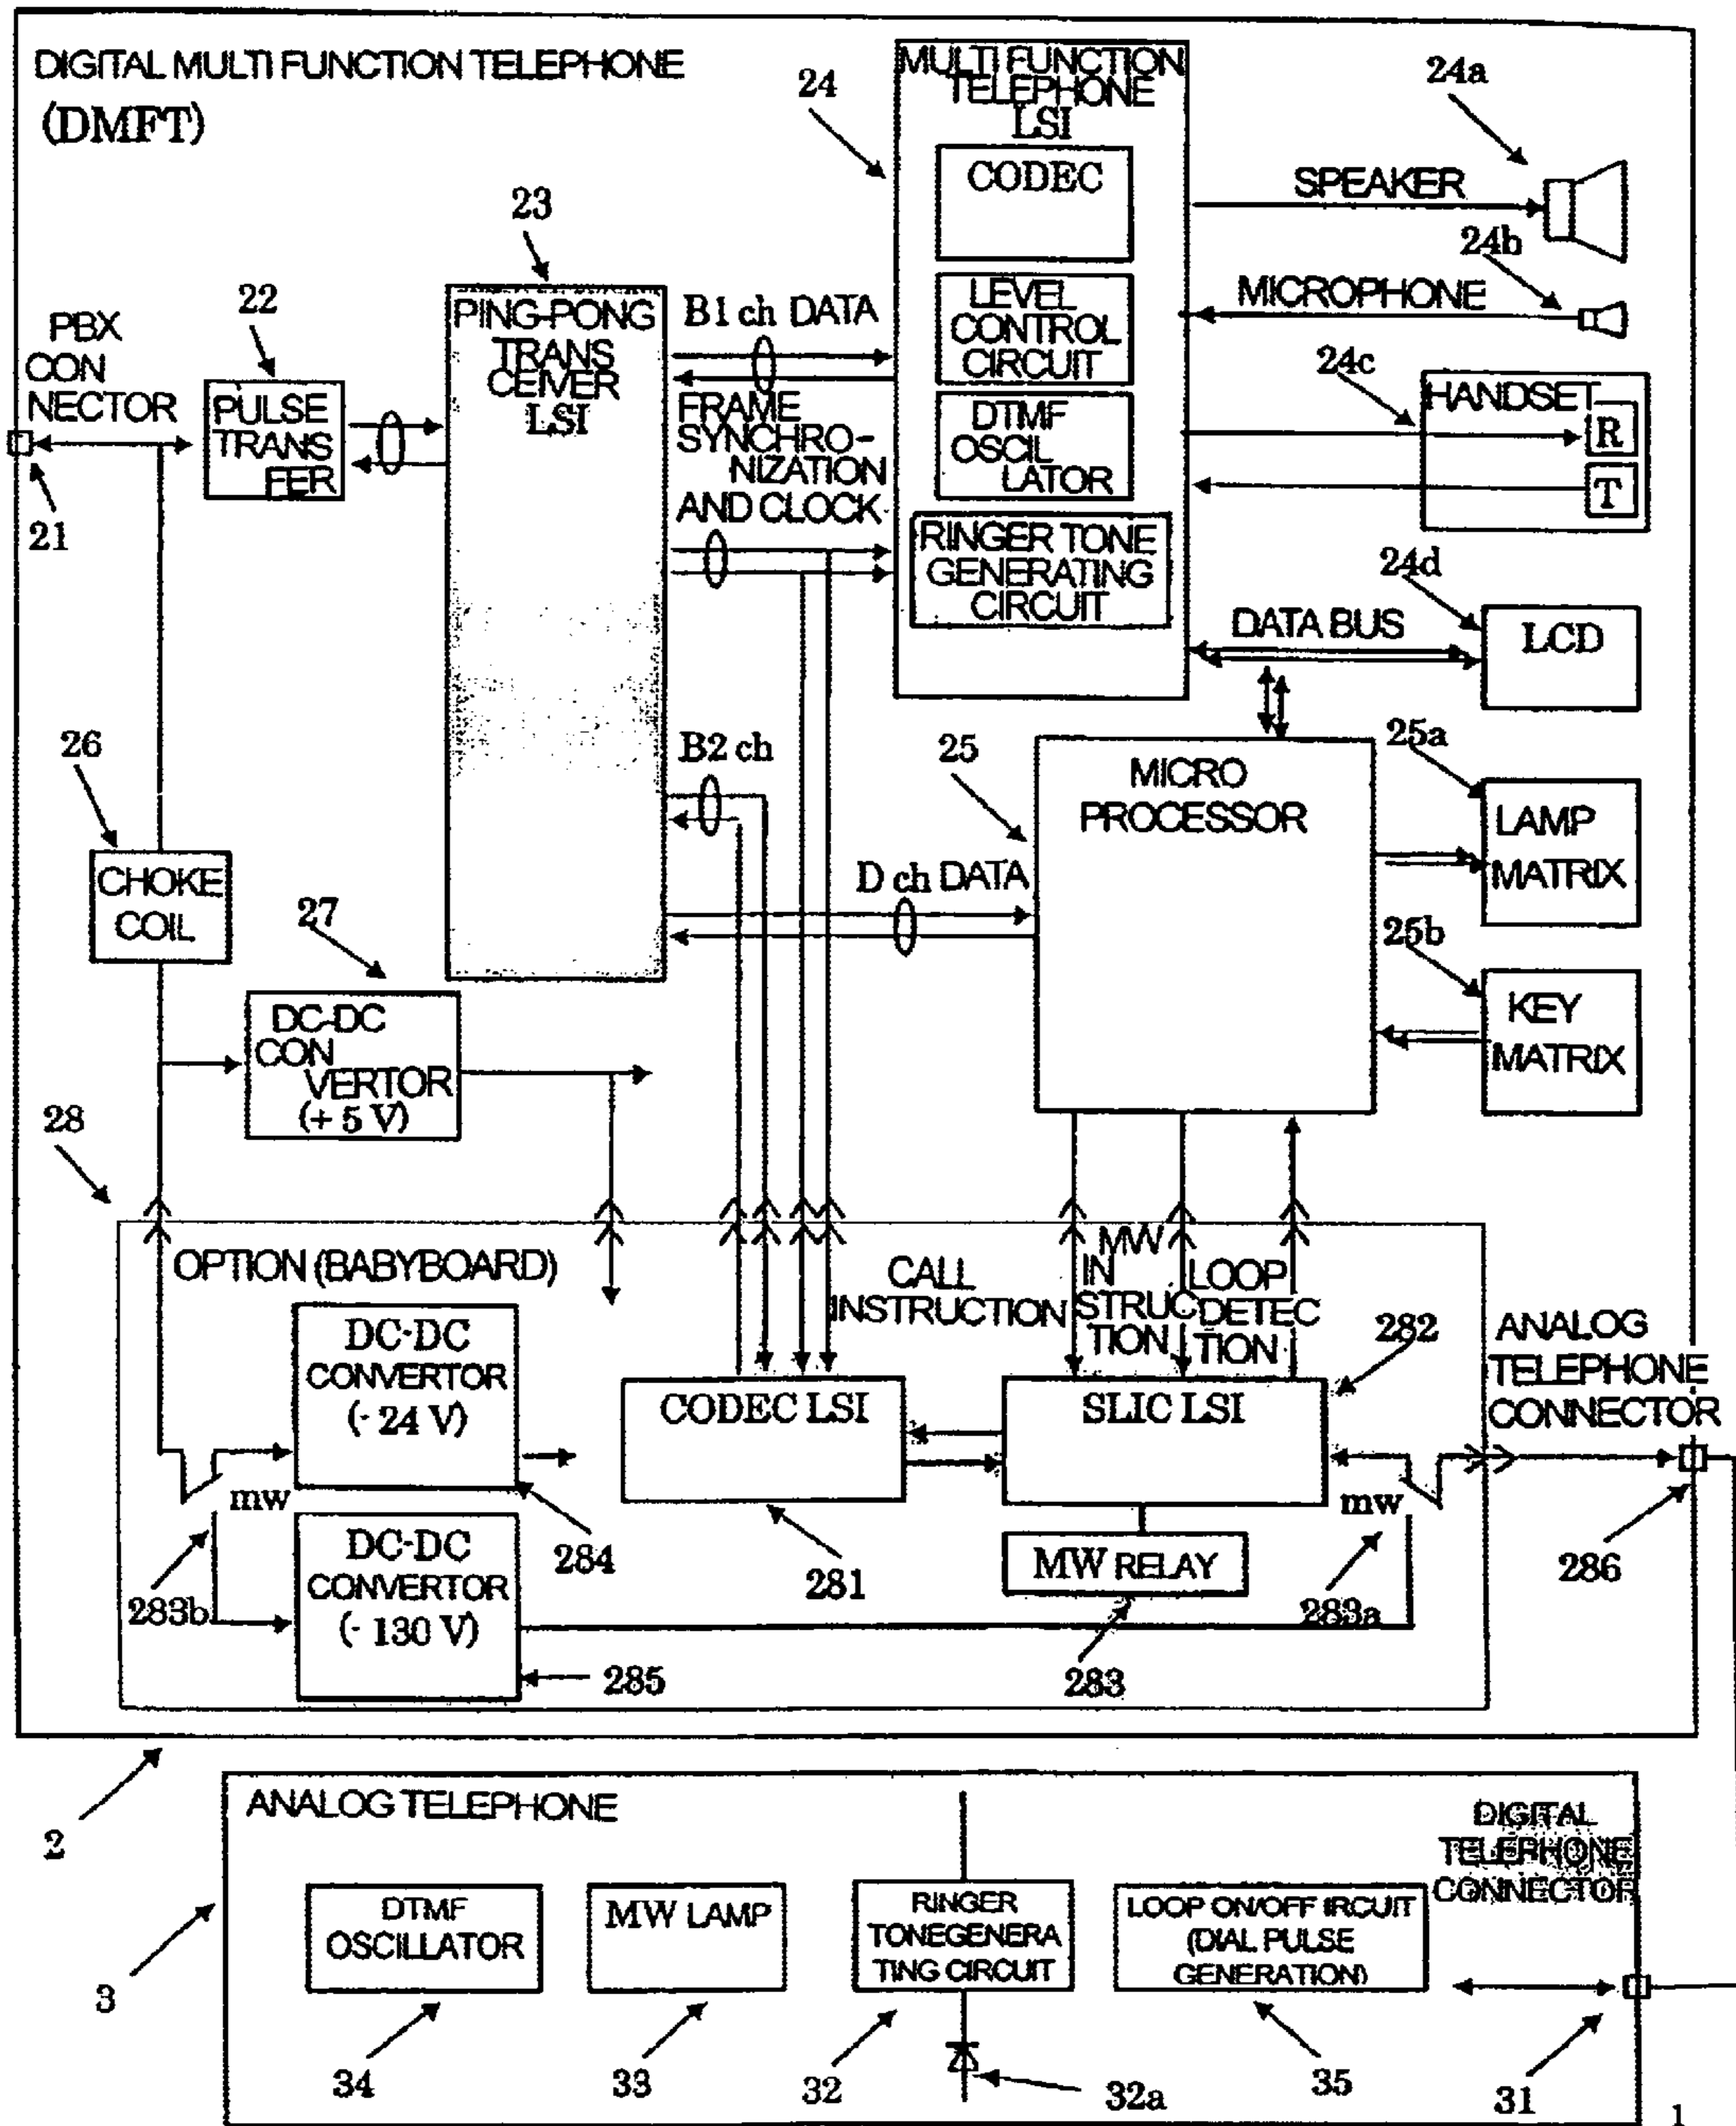 DIGITAL MULTI FUNCTION TELEPHONE
(DMFT)
MULTI FUNCTION
TELEPHONE
LSI
24
24a
CODEC
SPEAKER
23
24b
22
PING-PONG
TRANS
CEIVER
LSI
B1 ch DATA
LEVEL
CONTROL
CIRCUIT
MICROPHONE
PBX
CON
NECTOR
PULSE
TRANS
FER
24c
HANDSET
R
T
FRAME
SYNCHRO-
NIZATION
AND CLOCK
DTMF
OSCIL
LATOR
21
RINGER TONE
GENERATING
CIRCUIT
24d
DATA BUS
LCD
26
B2 ch
25
MICRO
PROCESSOR
25a
LAMP
MATRIX
CHOKE
COIL
D ch DATA
27
25b
KEY
MATRIX
DC-DC
CON
VERTOR
(+ 5 V)
28
OPTION (BABYBOARD)
CALL
INSTRUCTION
MW
IN
STRUC
TION
LOOP
DETEC
TION
282
ANALOG
TELEPHONE
CONNECTOR
DC-DC
CONVERTOR
(- 24 V)
CODEC LSI
SLIC LSI
mw
mw
284
281
MW RELAY
286
283b
DC-DC
CONVERTOR
(- 130 V)
283a
285
283
2
ANALOG TELEPHONE
DIGITAL
TELERHONE
CONNECTOR
DTMF
OSCILLATOR
MW LAMP
RINGER
TONEGENERA
TING CIRCUIT
LOOP ON/OFF IRCUIT
(DIAL PULSE
GENERATION)
3
34
33
32
32a
35
31
1